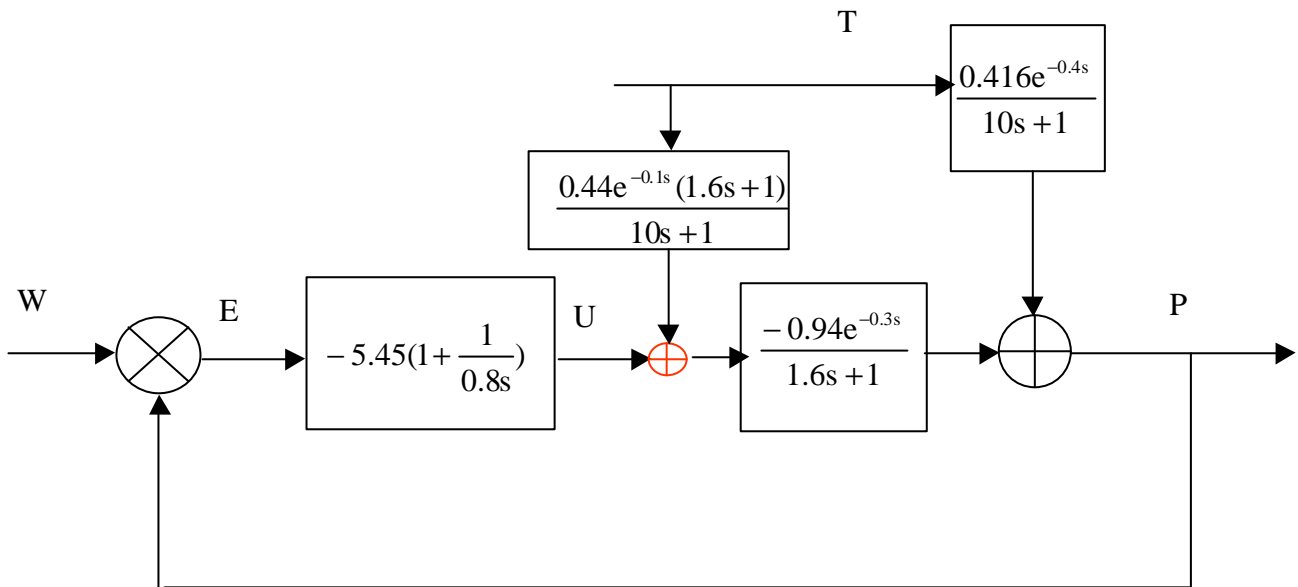 T
0.416e^{-0.4s}
10s + 1
0.44e^{-0.1s} (1.6s + 1)
10s + 1
W
E
- 5.45(1 + \frac{1}{0.8s})
U
- 0.94e^{-0.3s}
1.6s + 1
P